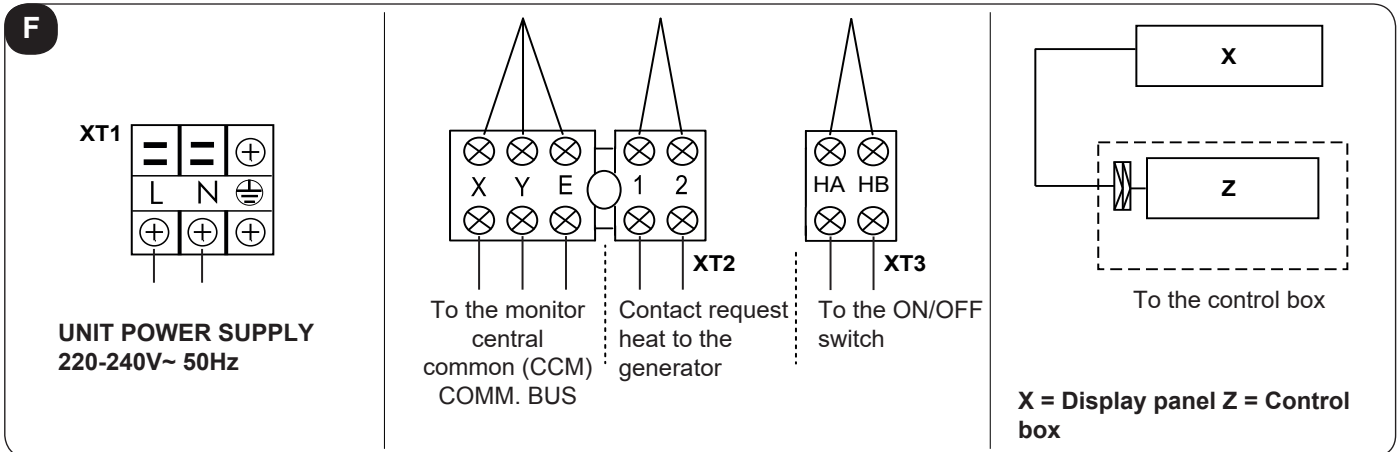 F
XT1
L N
UNIT POWER SUPPLY
220-240V~ 50Hz
X Y E 1 2
XT2
HA HB
XT3
To the monitor
central
common (CCM)
COMM. BUS
Contact request
heat to the
generator
To the ON/OFF
switch
X
Z
To the control box
X = Display panel Z = Control
box